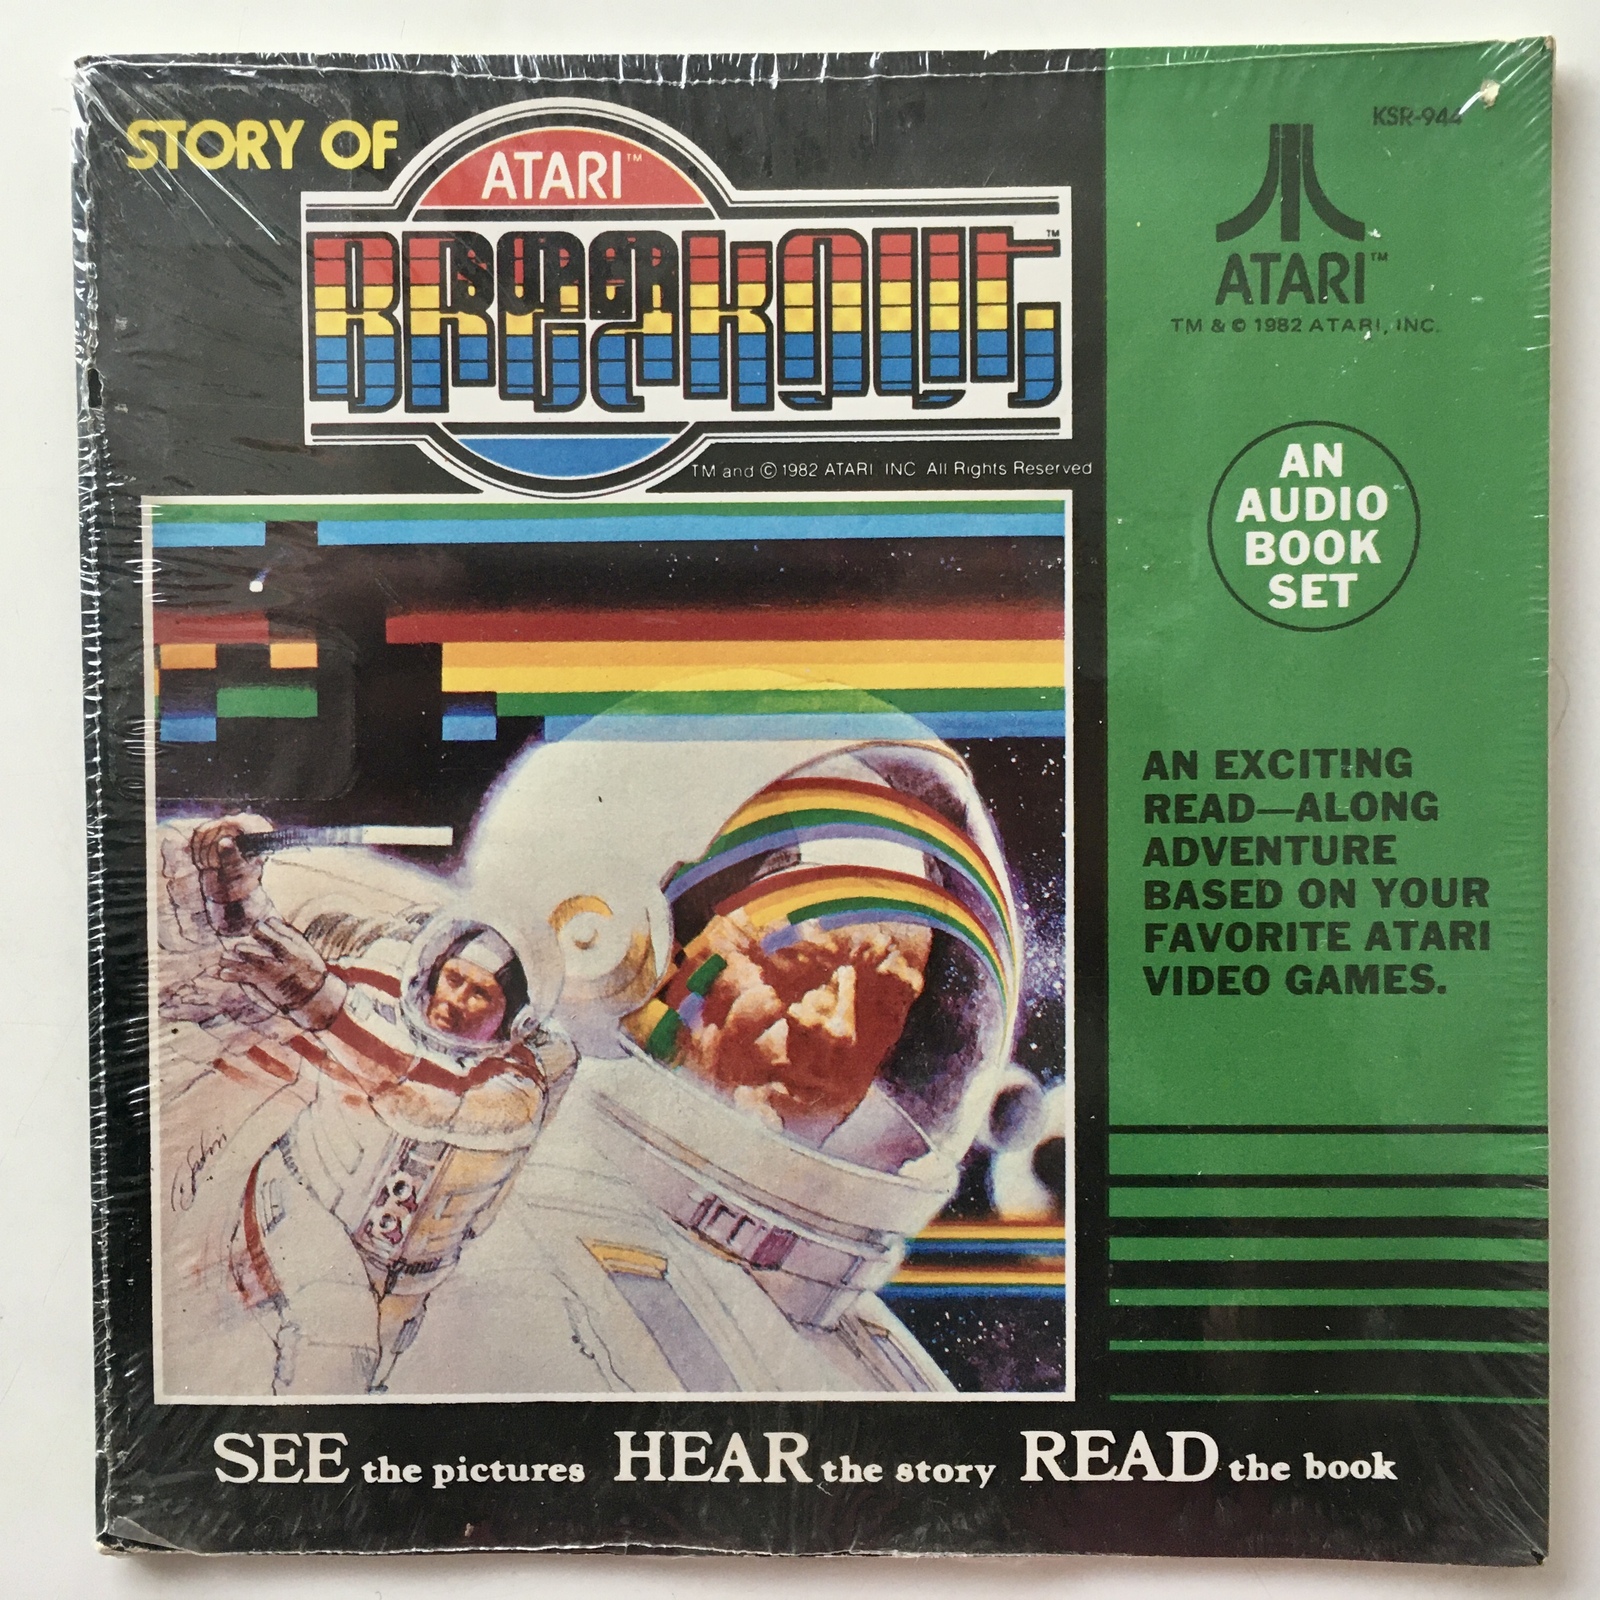 STORY OF
ATARI™
SUPER
BREAKOUT™
TM and © 1982 ATARI INC All Rights Reserved
KSR-944
ATARI™
TM & © 1982 ATARI, INC.
AN
AUDIO
BOOK
SET
AN EXCITING
READ—ALONG
ADVENTURE
BASED ON YOUR
FAVORITE ATARI
VIDEO GAMES.
SEE the pictures HEAR the story READ the book